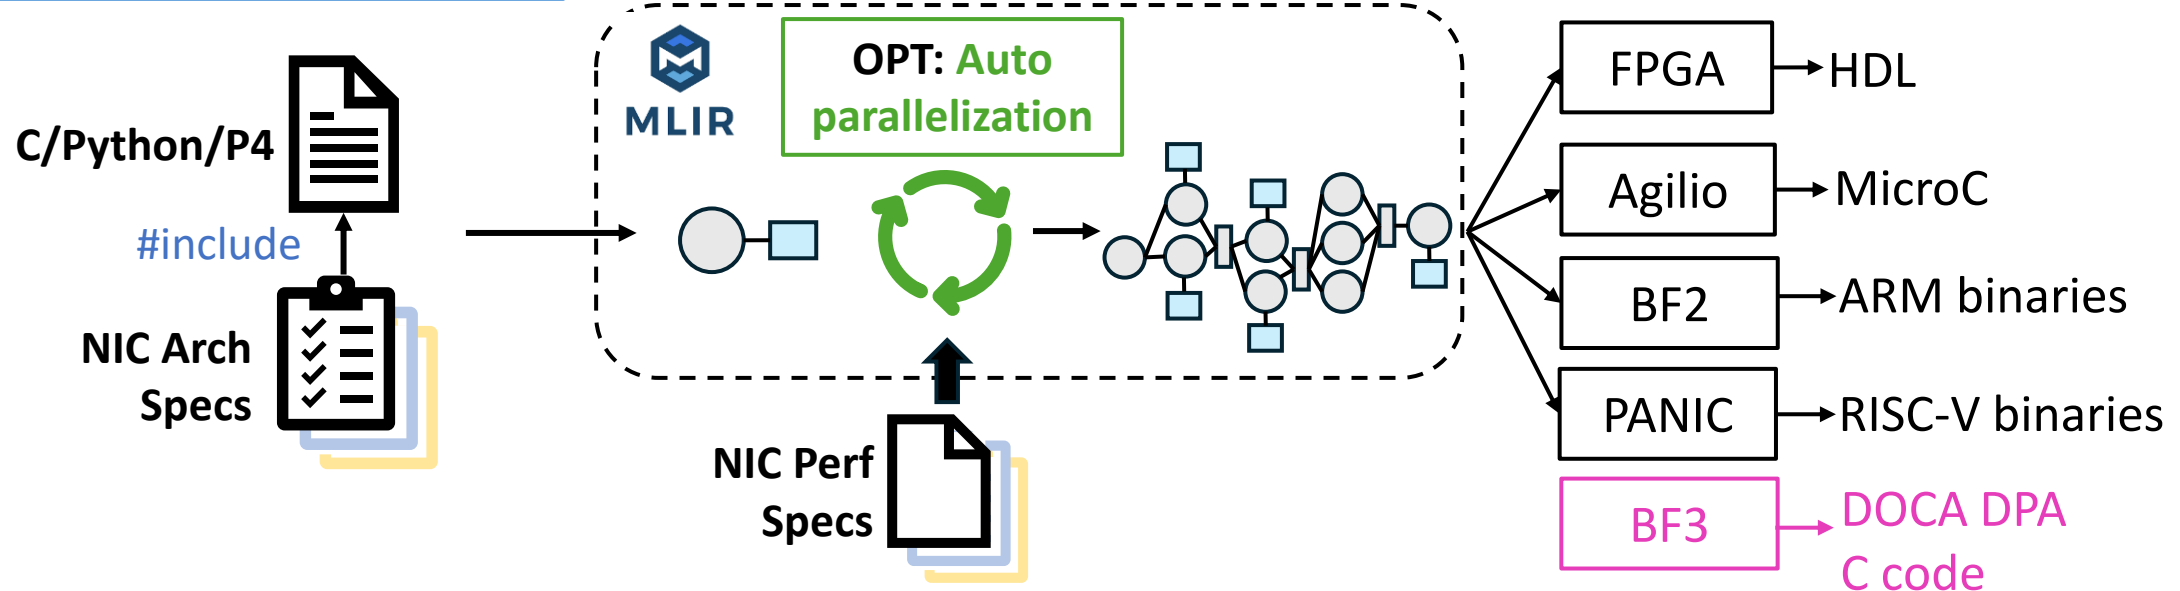 C/Python/P4
#include
NIC Arch
Specs
MLIR
OPT: Auto
parallelization
NIC Perf
Specs
FPGA
HDL
Agilio
MicroC
BF2
ARM binaries
PANIC
RISC-V binaries
BF3
DOCA DPA
C code